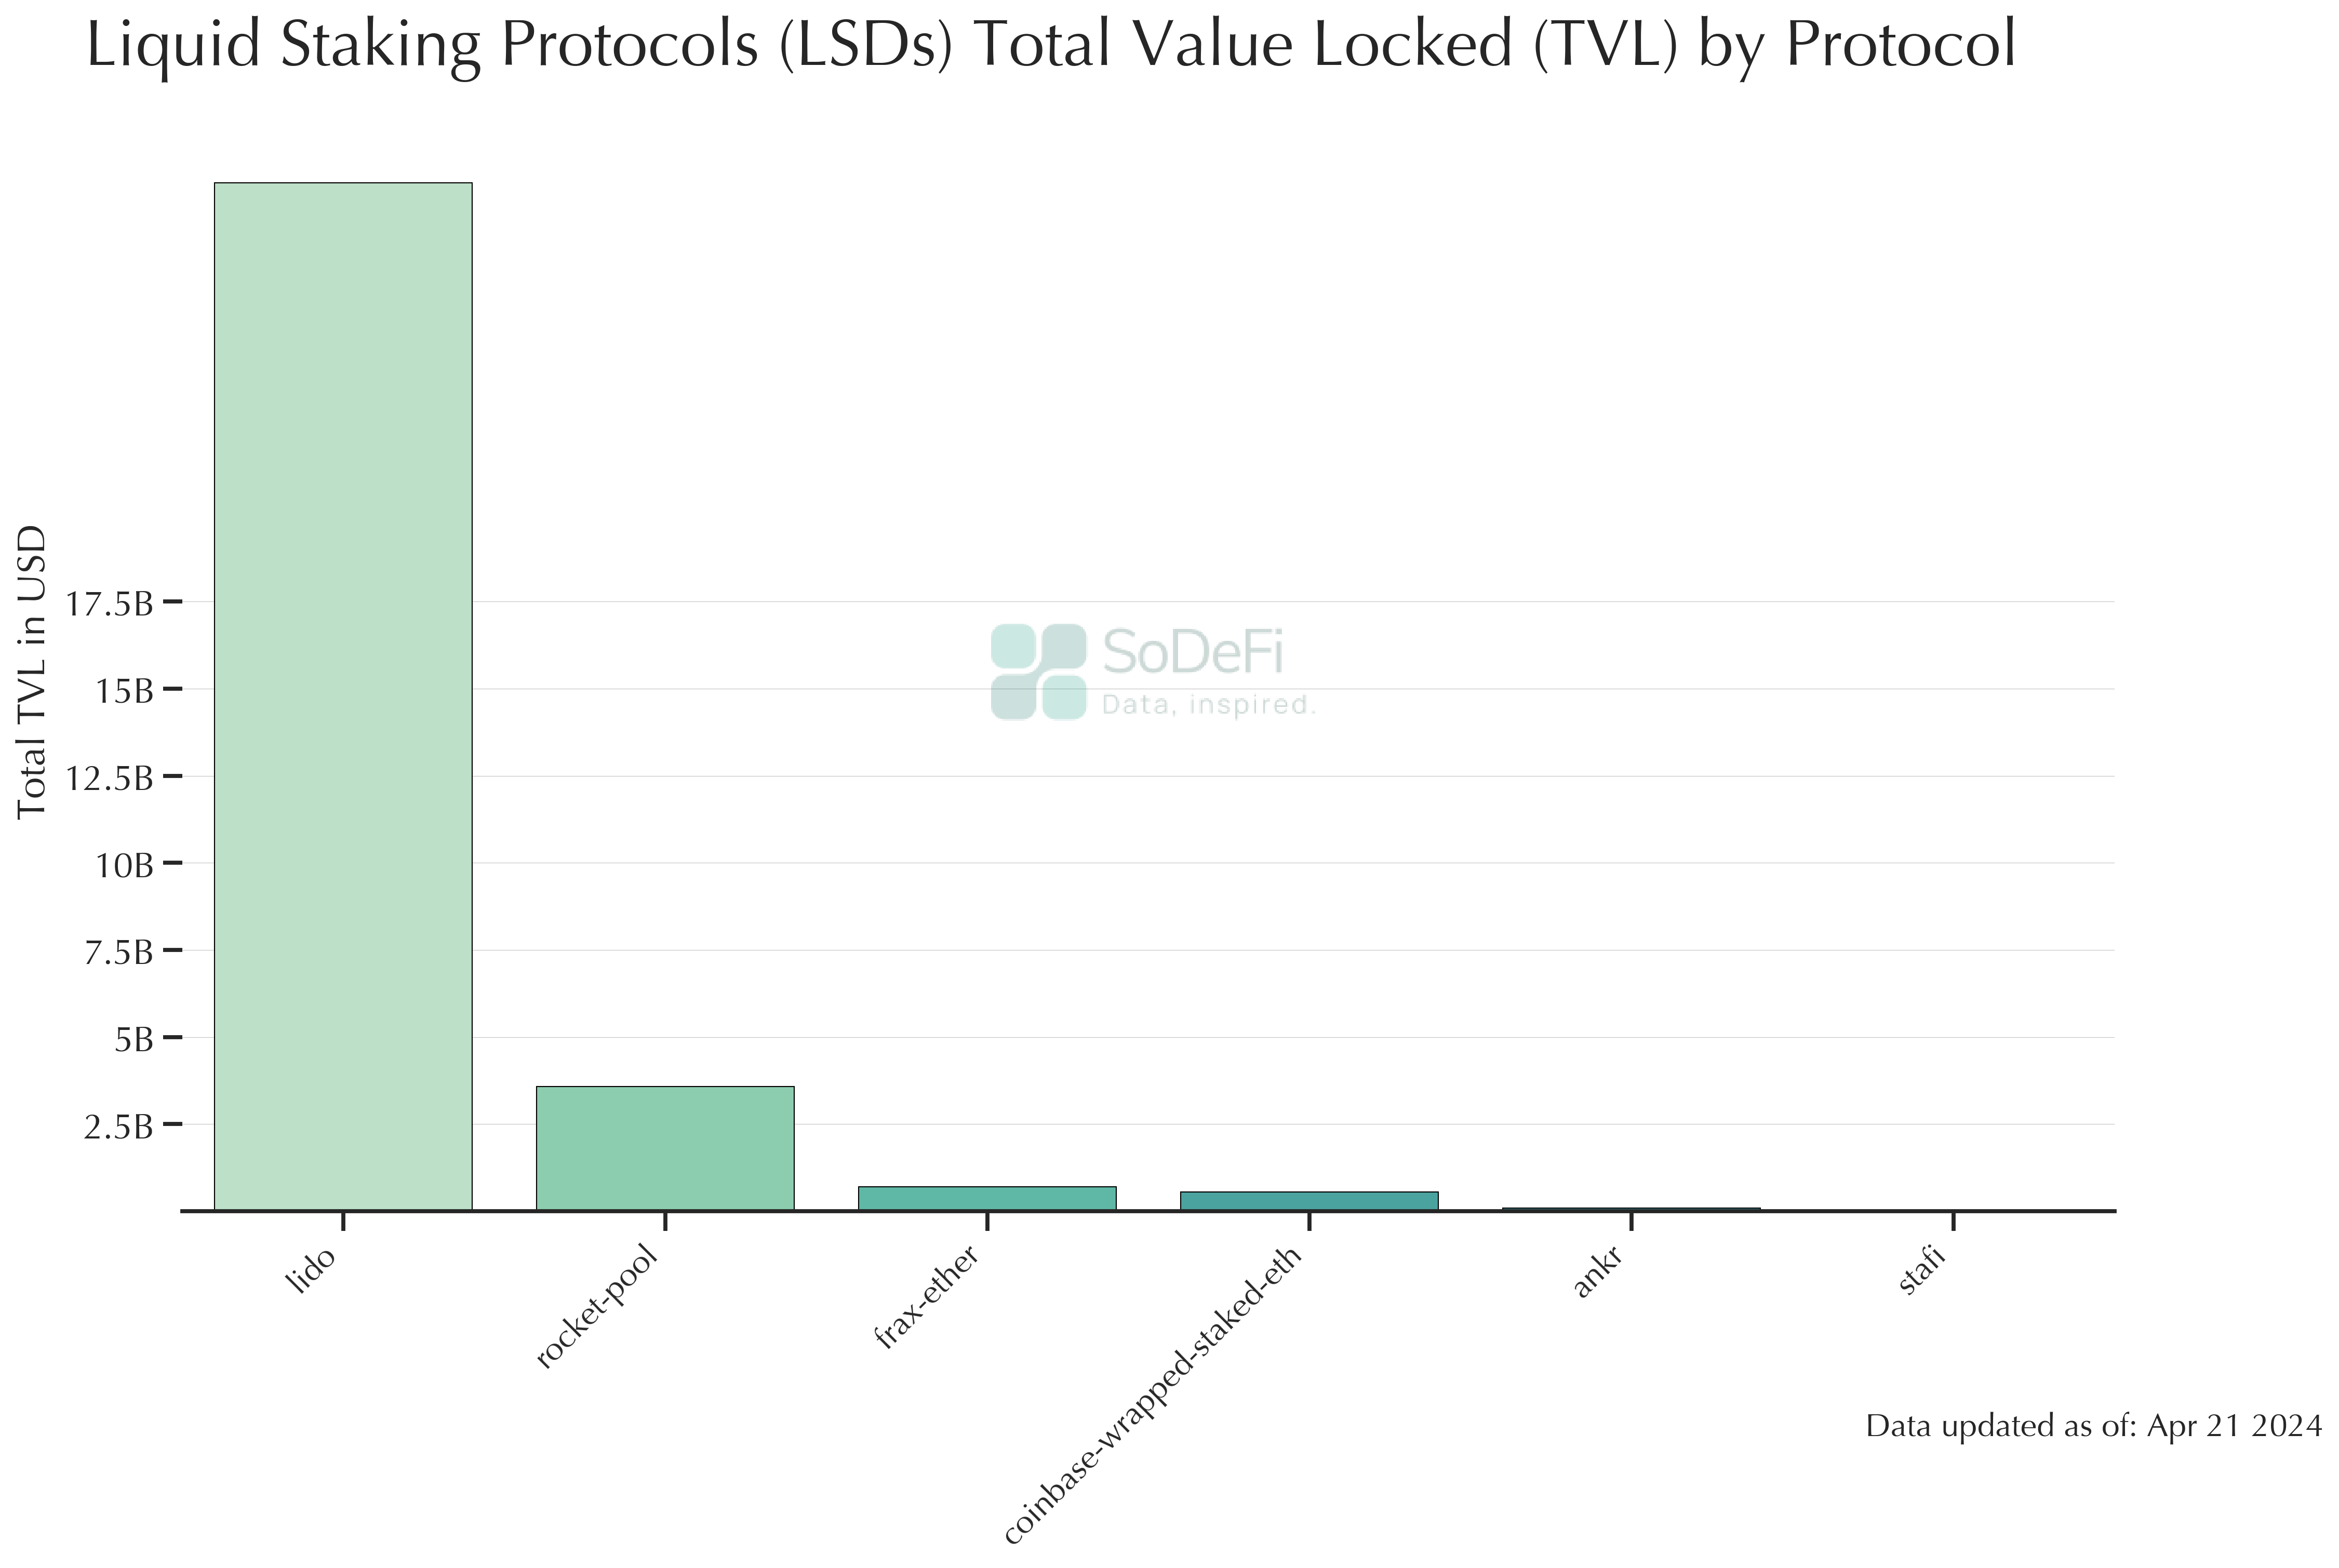 Liquid Staking Protocols (LSDs) Total Value Locked (TVL) by Protocol
Total TVL in USD
17.5B
15B
12.5B
10B
7.5B
5B
2.5B
SoDeFi
Data, inspired.
lido
rocket-pool
frax-ether
coinbase-wrapped-staked-eth
ankr
stafi
Data updated as of: Apr 21 2024